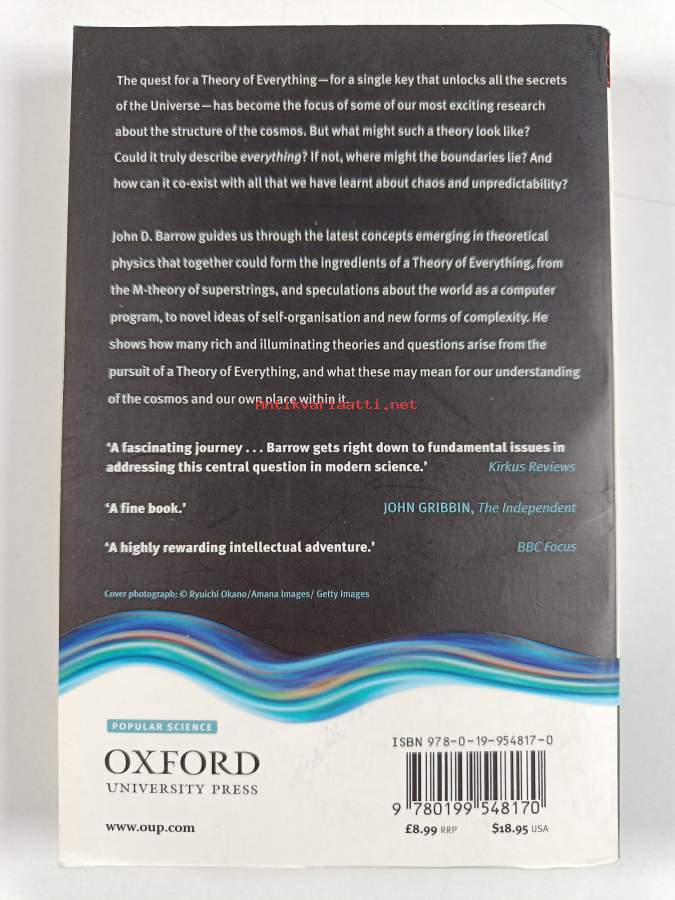 The quest for a Theory of Everything—for a single key that unlocks all the secrets
of the Universe—has become the focus of some of our most exciting research
about the structure of the cosmos. But what might such a theory look like?
Could it truly describe everything? If not, where might the boundaries lie? And
how can it co-exist with all that we have learnt about chaos and unpredictability?
John D. Barrow guides us through the latest concepts emerging in theoretical
physics that together could form the ingredients of a Theory of Everything, from
the M-theory of superstrings, and speculations about the world as a computer
program, to novel ideas of self-organisation and new forms of complexity. He
shows how many rich and illuminating theories and questions arise from the
pursuit of a Theory of Everything, and what these may mean for our understanding
of the cosmos and our own place within it.
Antikvariaatti.net
‘A fascinating journey . . . Barrow gets right down to fundamental issues in
addressing this central question in modern science.’ Kirkus Reviews
‘A fine book.’ JOHN GRIBBIN, The Independent
‘A highly rewarding intellectual adventure.’ BBC Focus
Cover photograph: © Ryuichi Okano/Amana Images/ Getty Images
POPULAR SCIENCE
OXFORD
UNIVERSITY PRESS
www.oup.com
ISBN 978-0-19-954817-0
9 780199 548170
£8.99 RRP $18.95 USA